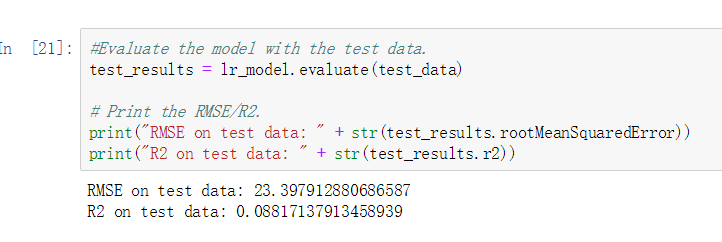 n [21]:
#Evaluate the model with the test data.
test_results = lr_model.evaluate(test_data)
# Print the RMSE/R2.
print("RMSE on test data: " + str(test_results.rootMeanSquaredError))
print("R2 on test data: " + str(test_results.r2))
RMSE on test data: 23.397912880686587
R2 on test data: 0.08817137913458939